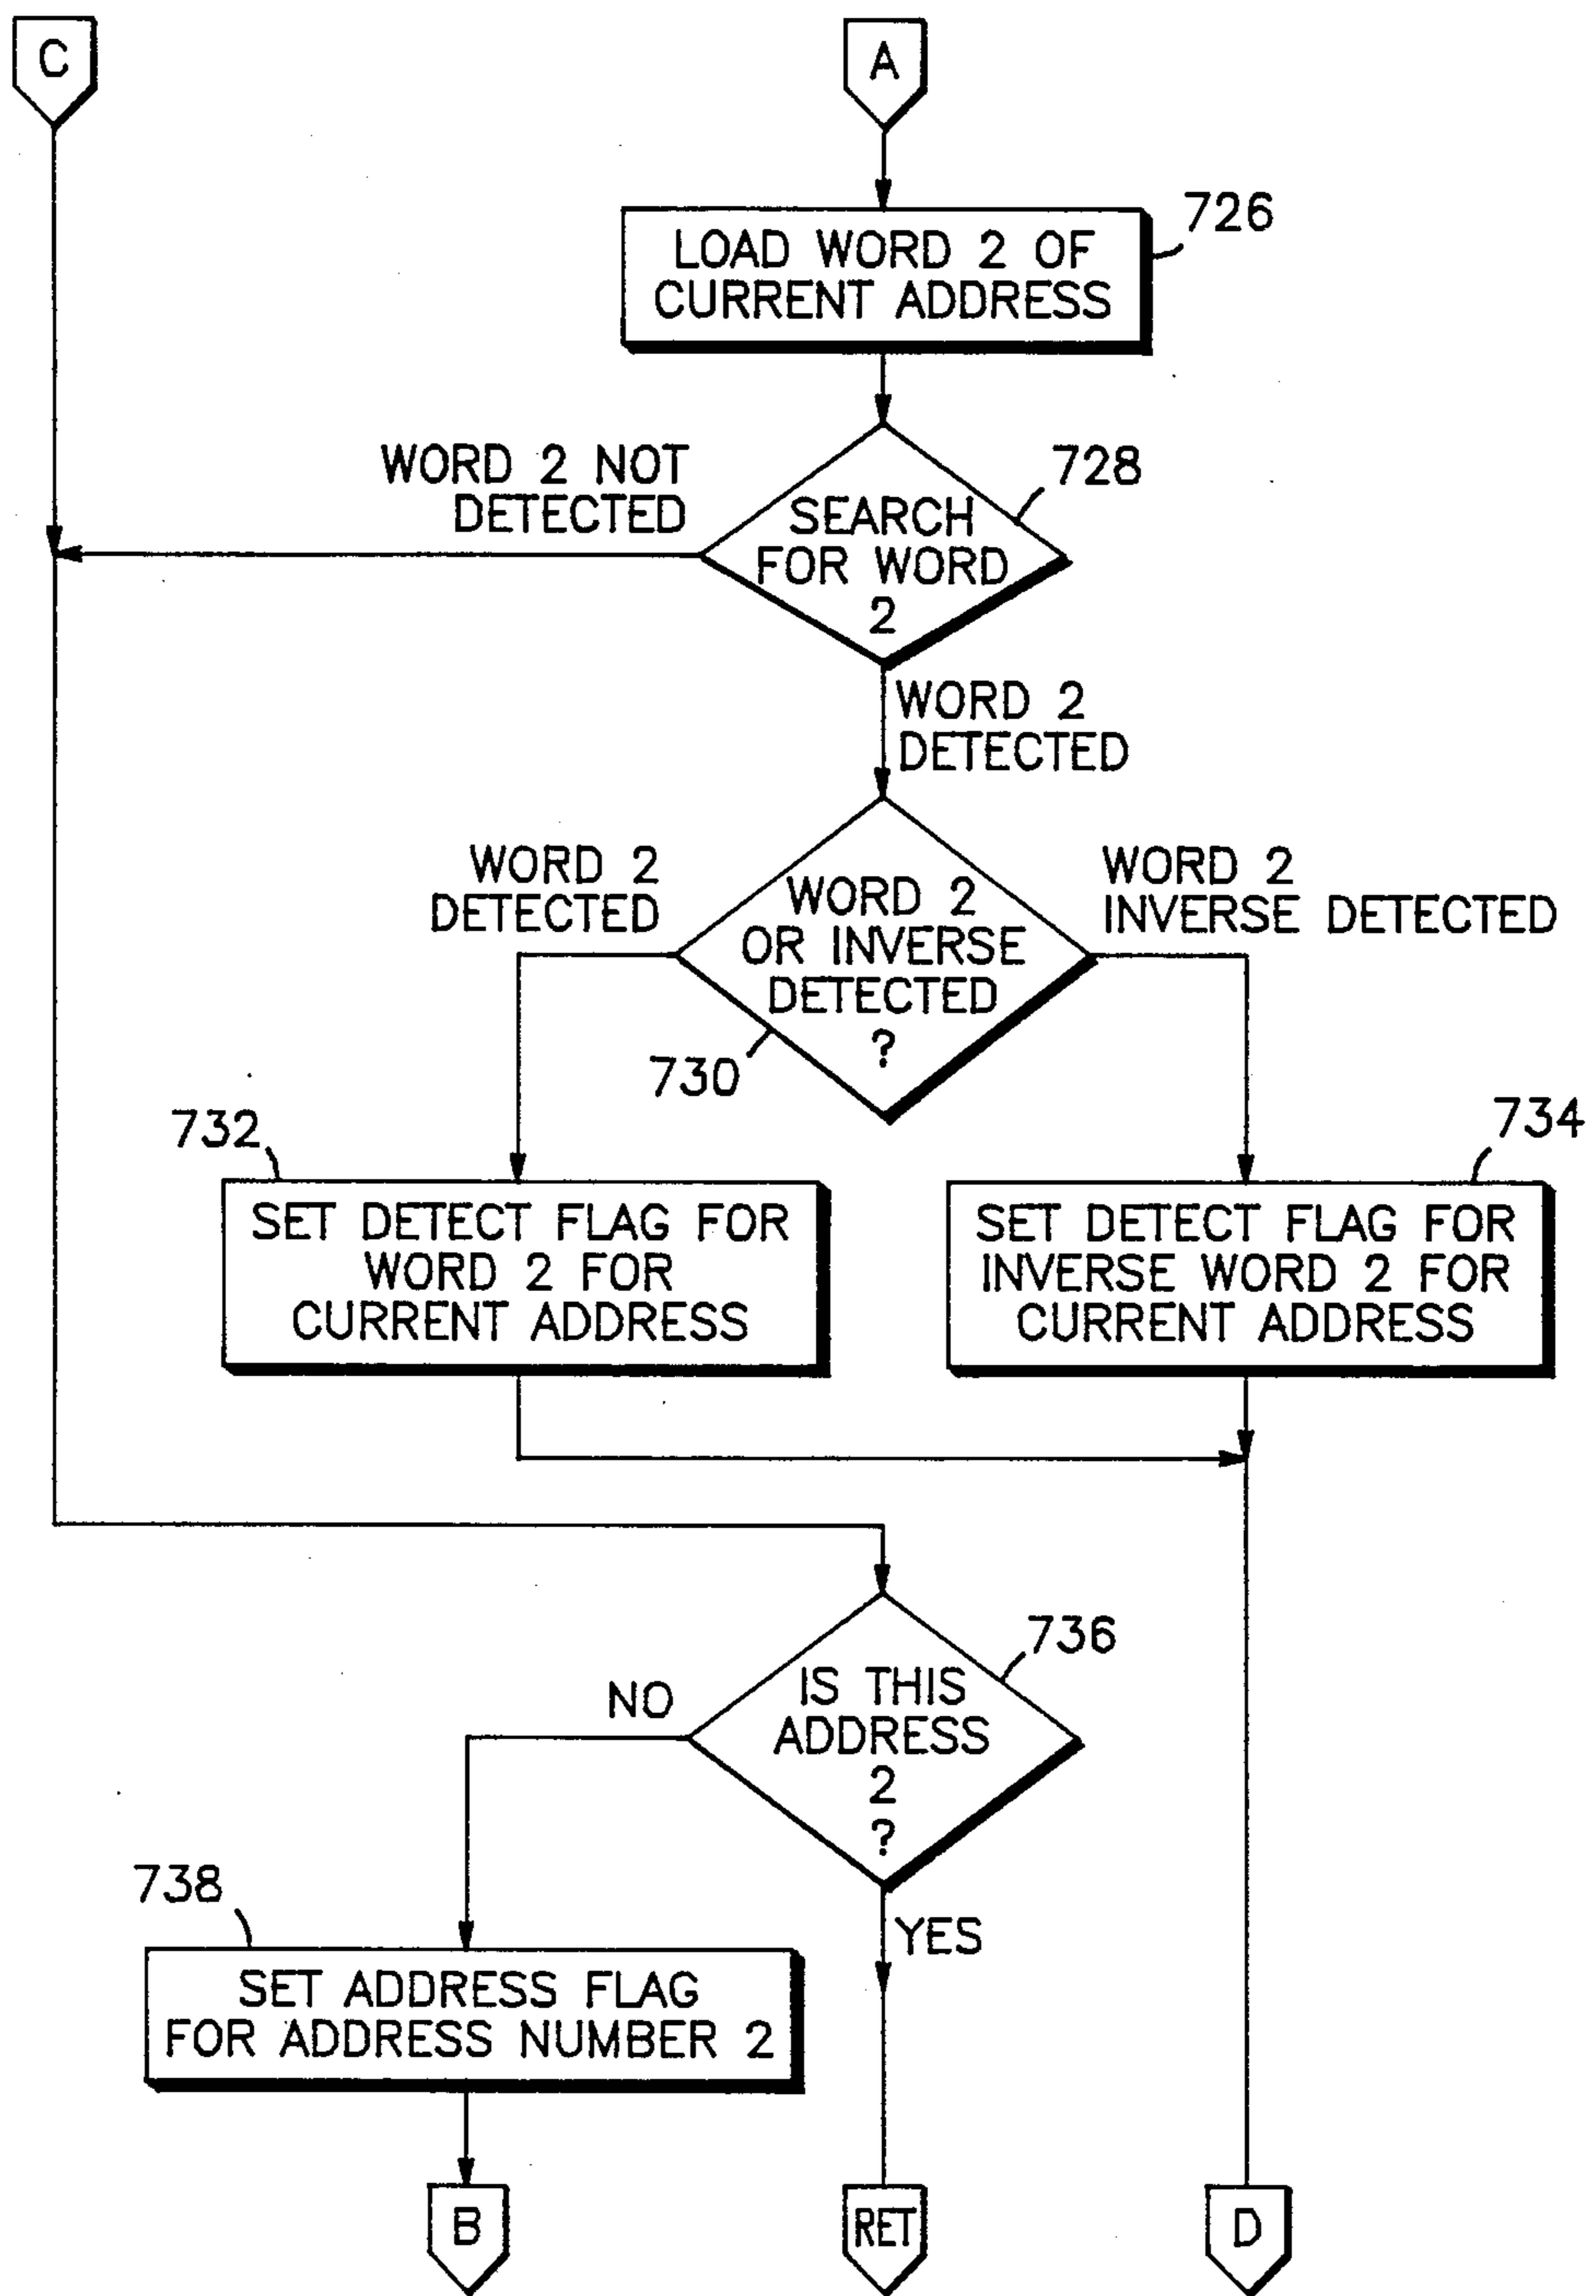 C
A
726
LOAD WORD 2 OF
CURRENT ADDRESS
WORD 2 NOT
DETECTED
728
SEARCH
FOR WORD
2
WORD 2
DETECTED
WORD 2
DETECTED
WORD 2
OR INVERSE
DETECTED
?
WORD 2
INVERSE DETECTED
730
732
734
SET DETECT FLAG FOR
WORD 2 FOR
CURRENT ADDRESS
SET DETECT FLAG FOR
INVERSE WORD 2 FOR
CURRENT ADDRESS
736
NO
IS THIS
ADDRESS
2
?
738
YES
SET ADDRESS FLAG
FOR ADDRESS NUMBER 2
B
RET
D